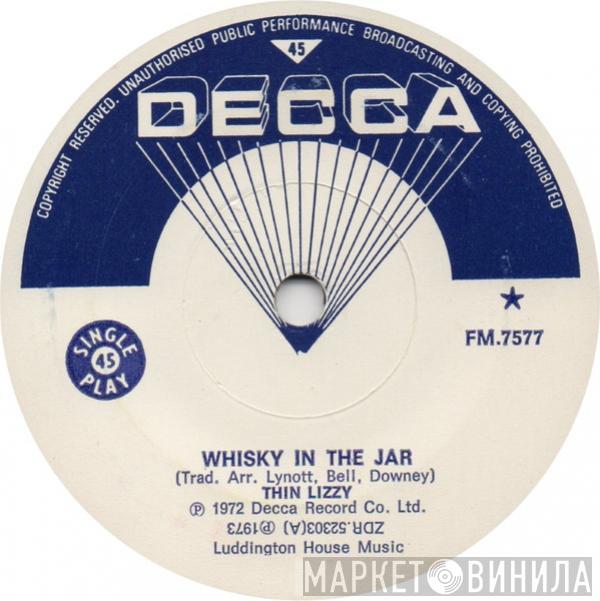 COPYRIGHT RESERVED. UNAUTHORISED PUBLIC PERFORMANCE BROADCASTING AND COPYING PROHIBITED
45
DECCA
SINGLE
45
PLAY
FM.7577
WHISKY IN THE JAR
(Trad. Arr. Lynott, Bell, Downey)
THIN LIZZY
℗ 1972 Decca Record Co. Ltd.
ZDR.52303(A) ℗1973
Luddington House Music
МАРКЕТ ВИНИЛА